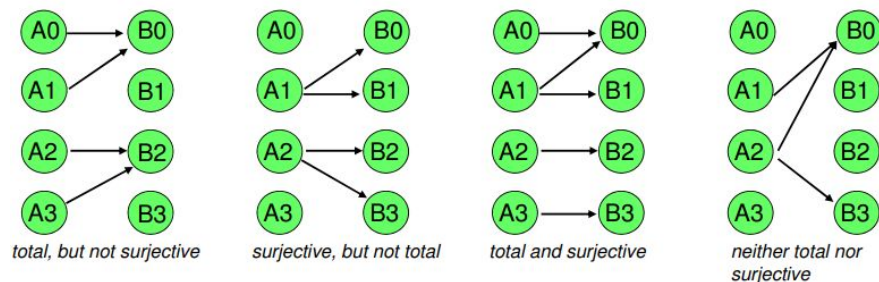 A0 B0 A0 B0 A0 B0 A0 B0
A1 B1 A1 B1 A1 B1 A1 B1
A2 B2 A2 B2 A2 B2 A2 B2
A3 B3 A3 B3 A3 B3 A3 B3
total, but not surjective surjective, but not total total and surjective neither total nor
surjective